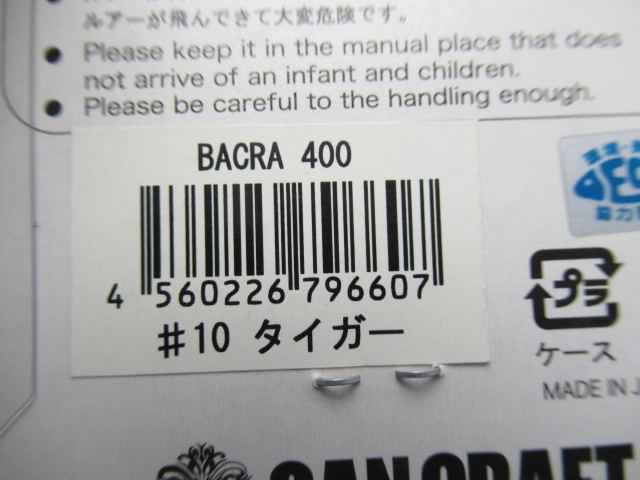 ルアーが飛んできて大変危険です。
● Please keep it in the manual place that does
not arrive of an infant and children.
● Please be careful to the handling enough.
BACRA 400
4 560226 796607
#10 タイガー
プラ
ケース
MADE IN J
GAN CRAFT